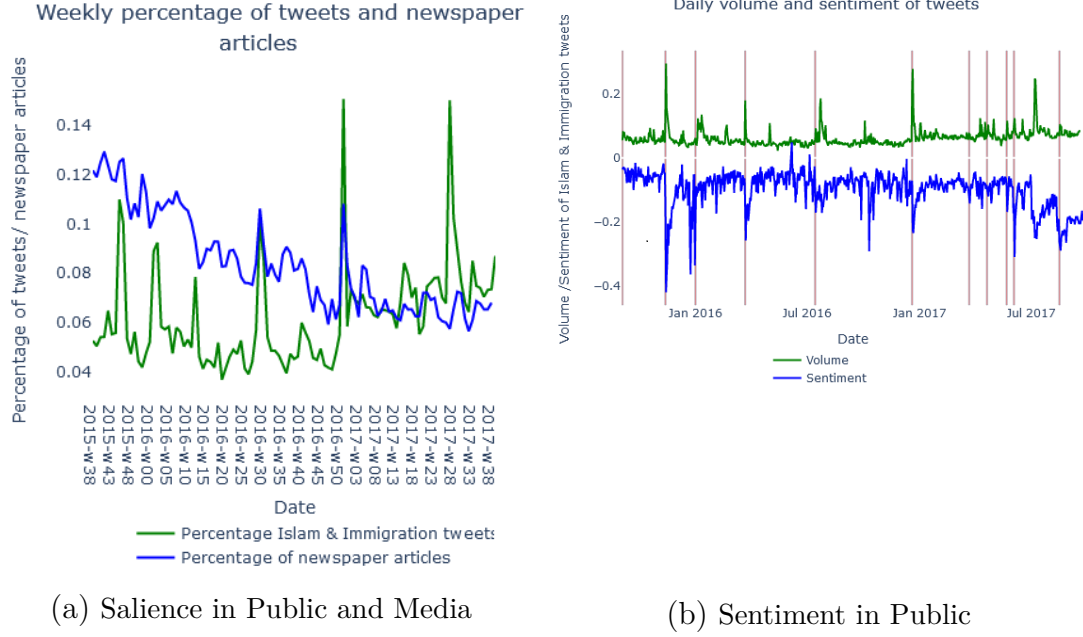 Weekly percentage of tweets and newspaper
articles
Percentage of tweets/ newspaper articles
0.14
0.12
0.1
0.08
0.06
0.04
2015-w38
2015-w43
2015-w48
2016-w00
2016-w05
2016-w10
2016-w15
2016-w20
2016-w25
2016-w30
2016-w35
2016-w40
2016-w45
2016-w50
2017-w03
2017-w08
2017-w13
2017-w18
2017-w23
2017-w28
2017-w33
2017-w38
Date
Percentage Islam & Immigration tweets
Percentage of newspaper articles
(a) Salience in Public and Media
Daily volume and sentiment of tweets
Volume /Sentiment of Islam & Immigration tweets
0.2
0
−0.2
−0.4
Jan 2016
Jul 2016
Jan 2017
Jul 2017
Date
Volume
Sentiment
(b) Sentiment in Public